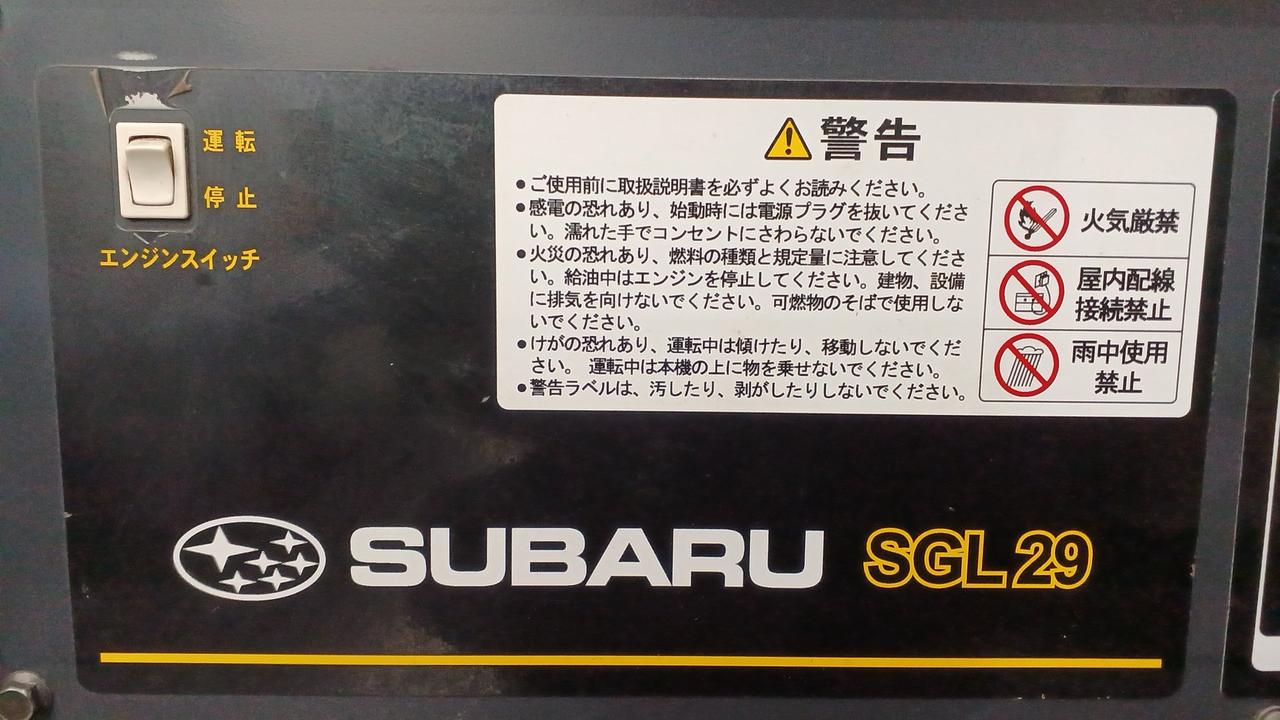 運転
停止
エンジンスイッチ
警告
●ご使用前に取扱説明書を必ずよくお読みください。
●感電の恐れあり、始動時には電源プラグを抜いてくださ
い。濡れた手でコンセントにさわらないでください。
●火災の恐れあり、燃料の種類と規定量に注意してくださ
い。給油中はエンジンを停止してください。建物、設備
に排気を向けないでください。可燃物のそばで使用しな
いでください。
●けがの恐れあり、運転中は傾けたり、移動しないでくだ
さい。 運転中は本機の上に物を乗せないでください。
●警告ラベルは、汚したり、剥がしたりしないでください。
火気厳禁
屋内配線
接続禁止
雨中使用
禁止
SUBARU SGL29